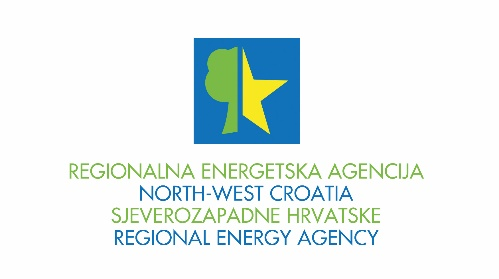 REGIONALNA ENERGETSKA AGENCIJA
NORTH-WEST CROATIA
SJEVEROZAPADNE HRVATSKE
REGIONAL ENERGY AGENCY